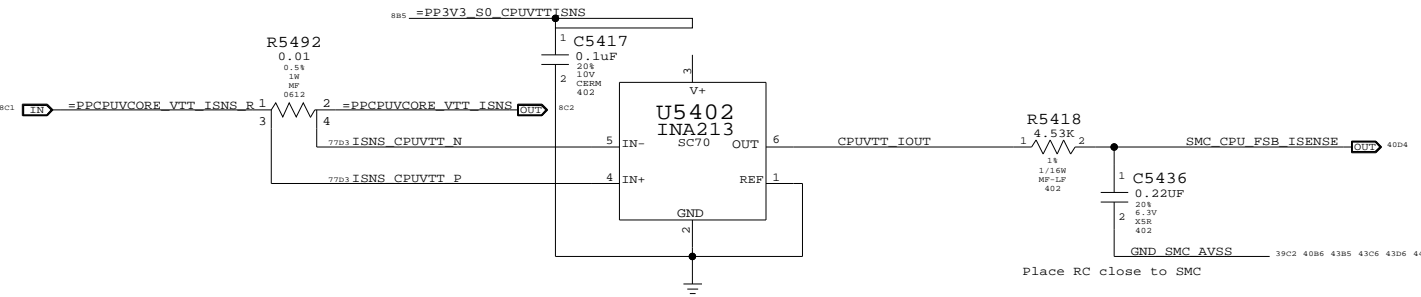 8B5 =PP3V3_S0_CPUVTTISNS
R5492
0.01
0.5%
1W
MF
0612
1 C5417
0.1uF
20%
10V
CERM
402
2
3
V+
8C1 IN =PPCPUVCORE_VTT_ISNS_R 1 2 =PPCPUVCORE_VTT_ISNS OUT 8C2
3 4
U5402
INA213
SC70
77D3 ISNS_CPUVTT_N 5 IN- OUT 6 CPUVTT_IOUT
R5418
4.53K
1 2
1%
1/16W
MF-LF
402
SMC_CPU_FSB_ISENSE OUT 40D4
77D3 ISNS_CPUVTT_P 4 IN+ REF 1
1 C5436
0.22UF
20%
6.3V
X5R
402
2
GND
2
GND_SMC_AVSS 39C2 40B6 43B5 43C6 43D6
Place RC close to SMC